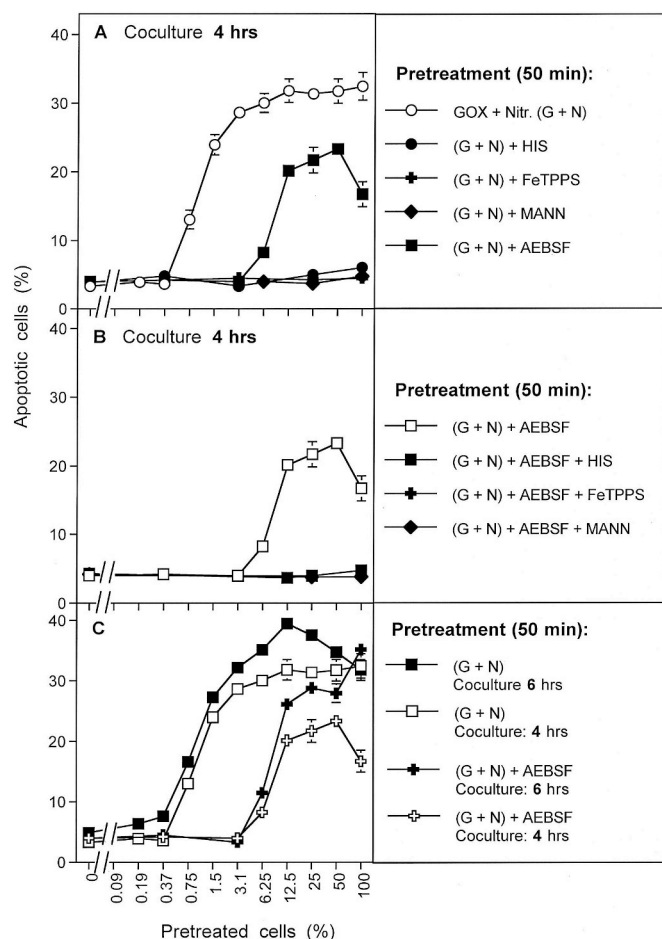 A Coculture 4 hrs
40
30
20
10
0
Pretreatment (50 min):
GOX + Nitr. (G + N)
(G + N) + HIS
(G + N) + FeTPPS
(G + N) + MANN
(G + N) + AEBSF
B Coculture 4 hrs
40
30
20
10
0
Pretreatment (50 min):
(G + N) + AEBSF
(G + N) + AEBSF + HIS
(G + N) + AEBSF + FeTPPS
(G + N) + AEBSF + MANN
Apoptotic cells (%)
C
40
30
20
10
0
Pretreatment (50 min):
(G + N)
Coculture 6 hrs
(G + N)
Coculture: 4 hrs
(G + N) + AEBSF
Coculture: 6 hrs
(G + N) + AEBSF
Coculture: 4 hrs
0 0.09 0.19 0.37 0.75 1.5 3.1 6.25 12.5 25 50 100
Pretreated cells (%)